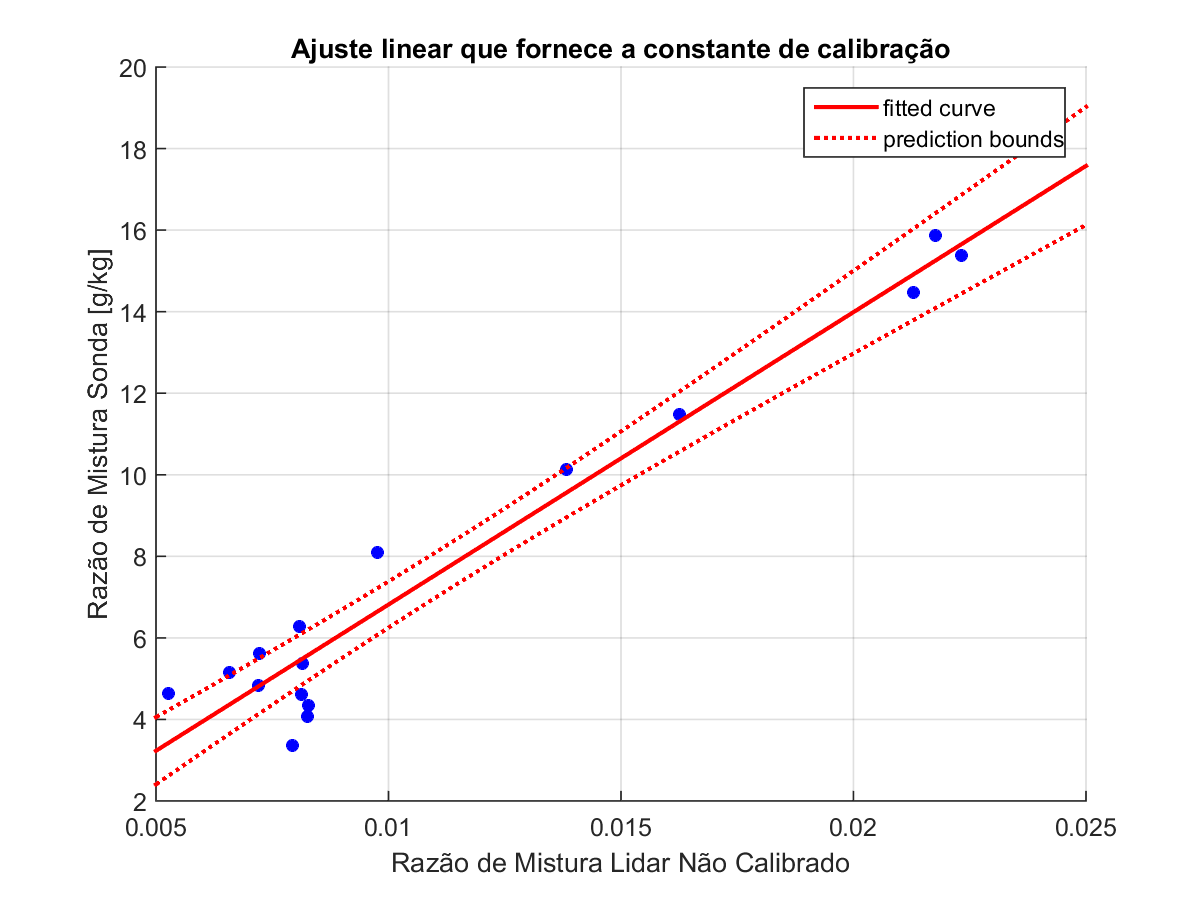 Ajuste linear que fornece a constante de calibração
fitted curve
prediction bounds
Razão de Mistura Sonda [g/kg]
20
18
16
14
12
10
8
6
4
2
0.005 0.01 0.015 0.02 0.025
Razão de Mistura Lidar Não Calibrado